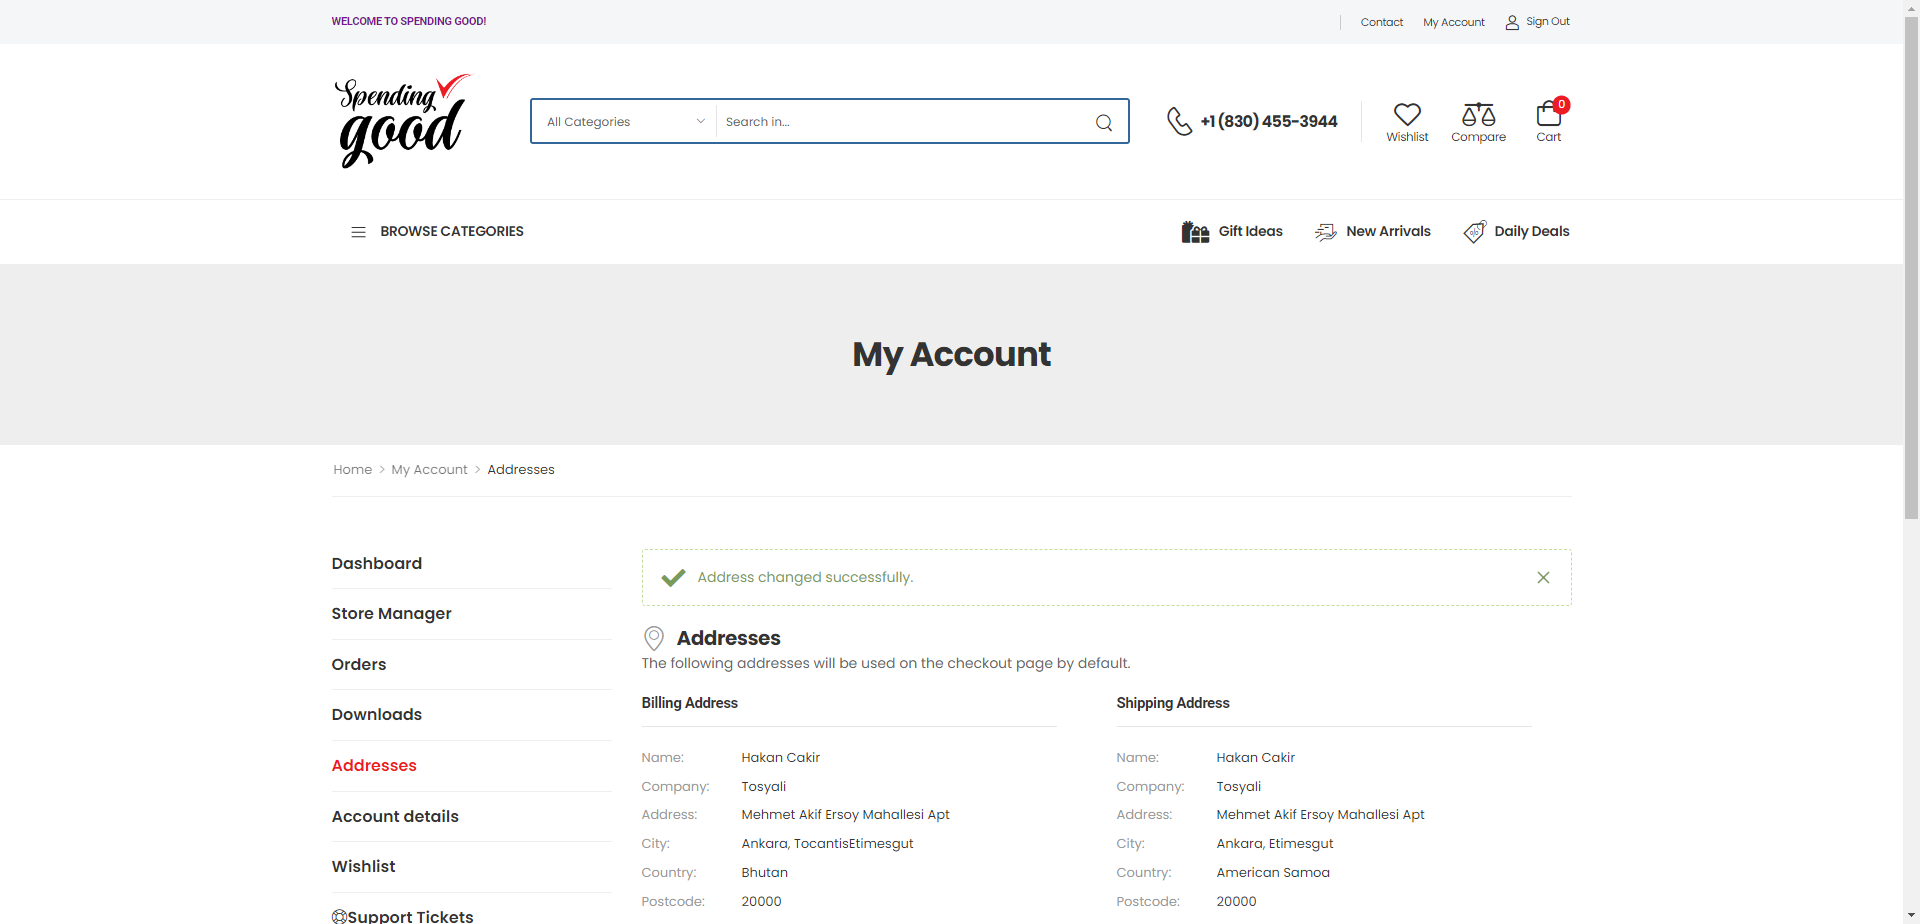 WELCOME TO SPENDING GOOD!
Contact My Account Sign Out
Spending good
All Categories Search in...
+1 (830) 455-3944
0
Wishlist Compare Cart
BROWSE CATEGORIES
Gift Ideas New Arrivals Daily Deals
My Account
Home > My Account > Addresses
Dashboard
Store Manager
Orders
Downloads
Addresses
Account details
Wishlist
Support Tickets
Address changed successfully.
Addresses
The following addresses will be used on the checkout page by default.
Billing Address
Name: Hakan Cakir
Company: Tosyali
Address: Mehmet Akif Ersoy Mahallesi Apt
City: Ankara, TocantisEtimesgut
Country: Bhutan
Postcode: 20000
Shipping Address
Name: Hakan Cakir
Company: Tosyali
Address: Mehmet Akif Ersoy Mahallesi Apt
City: Ankara, Etimesgut
Country: American Samoa
Postcode: 20000